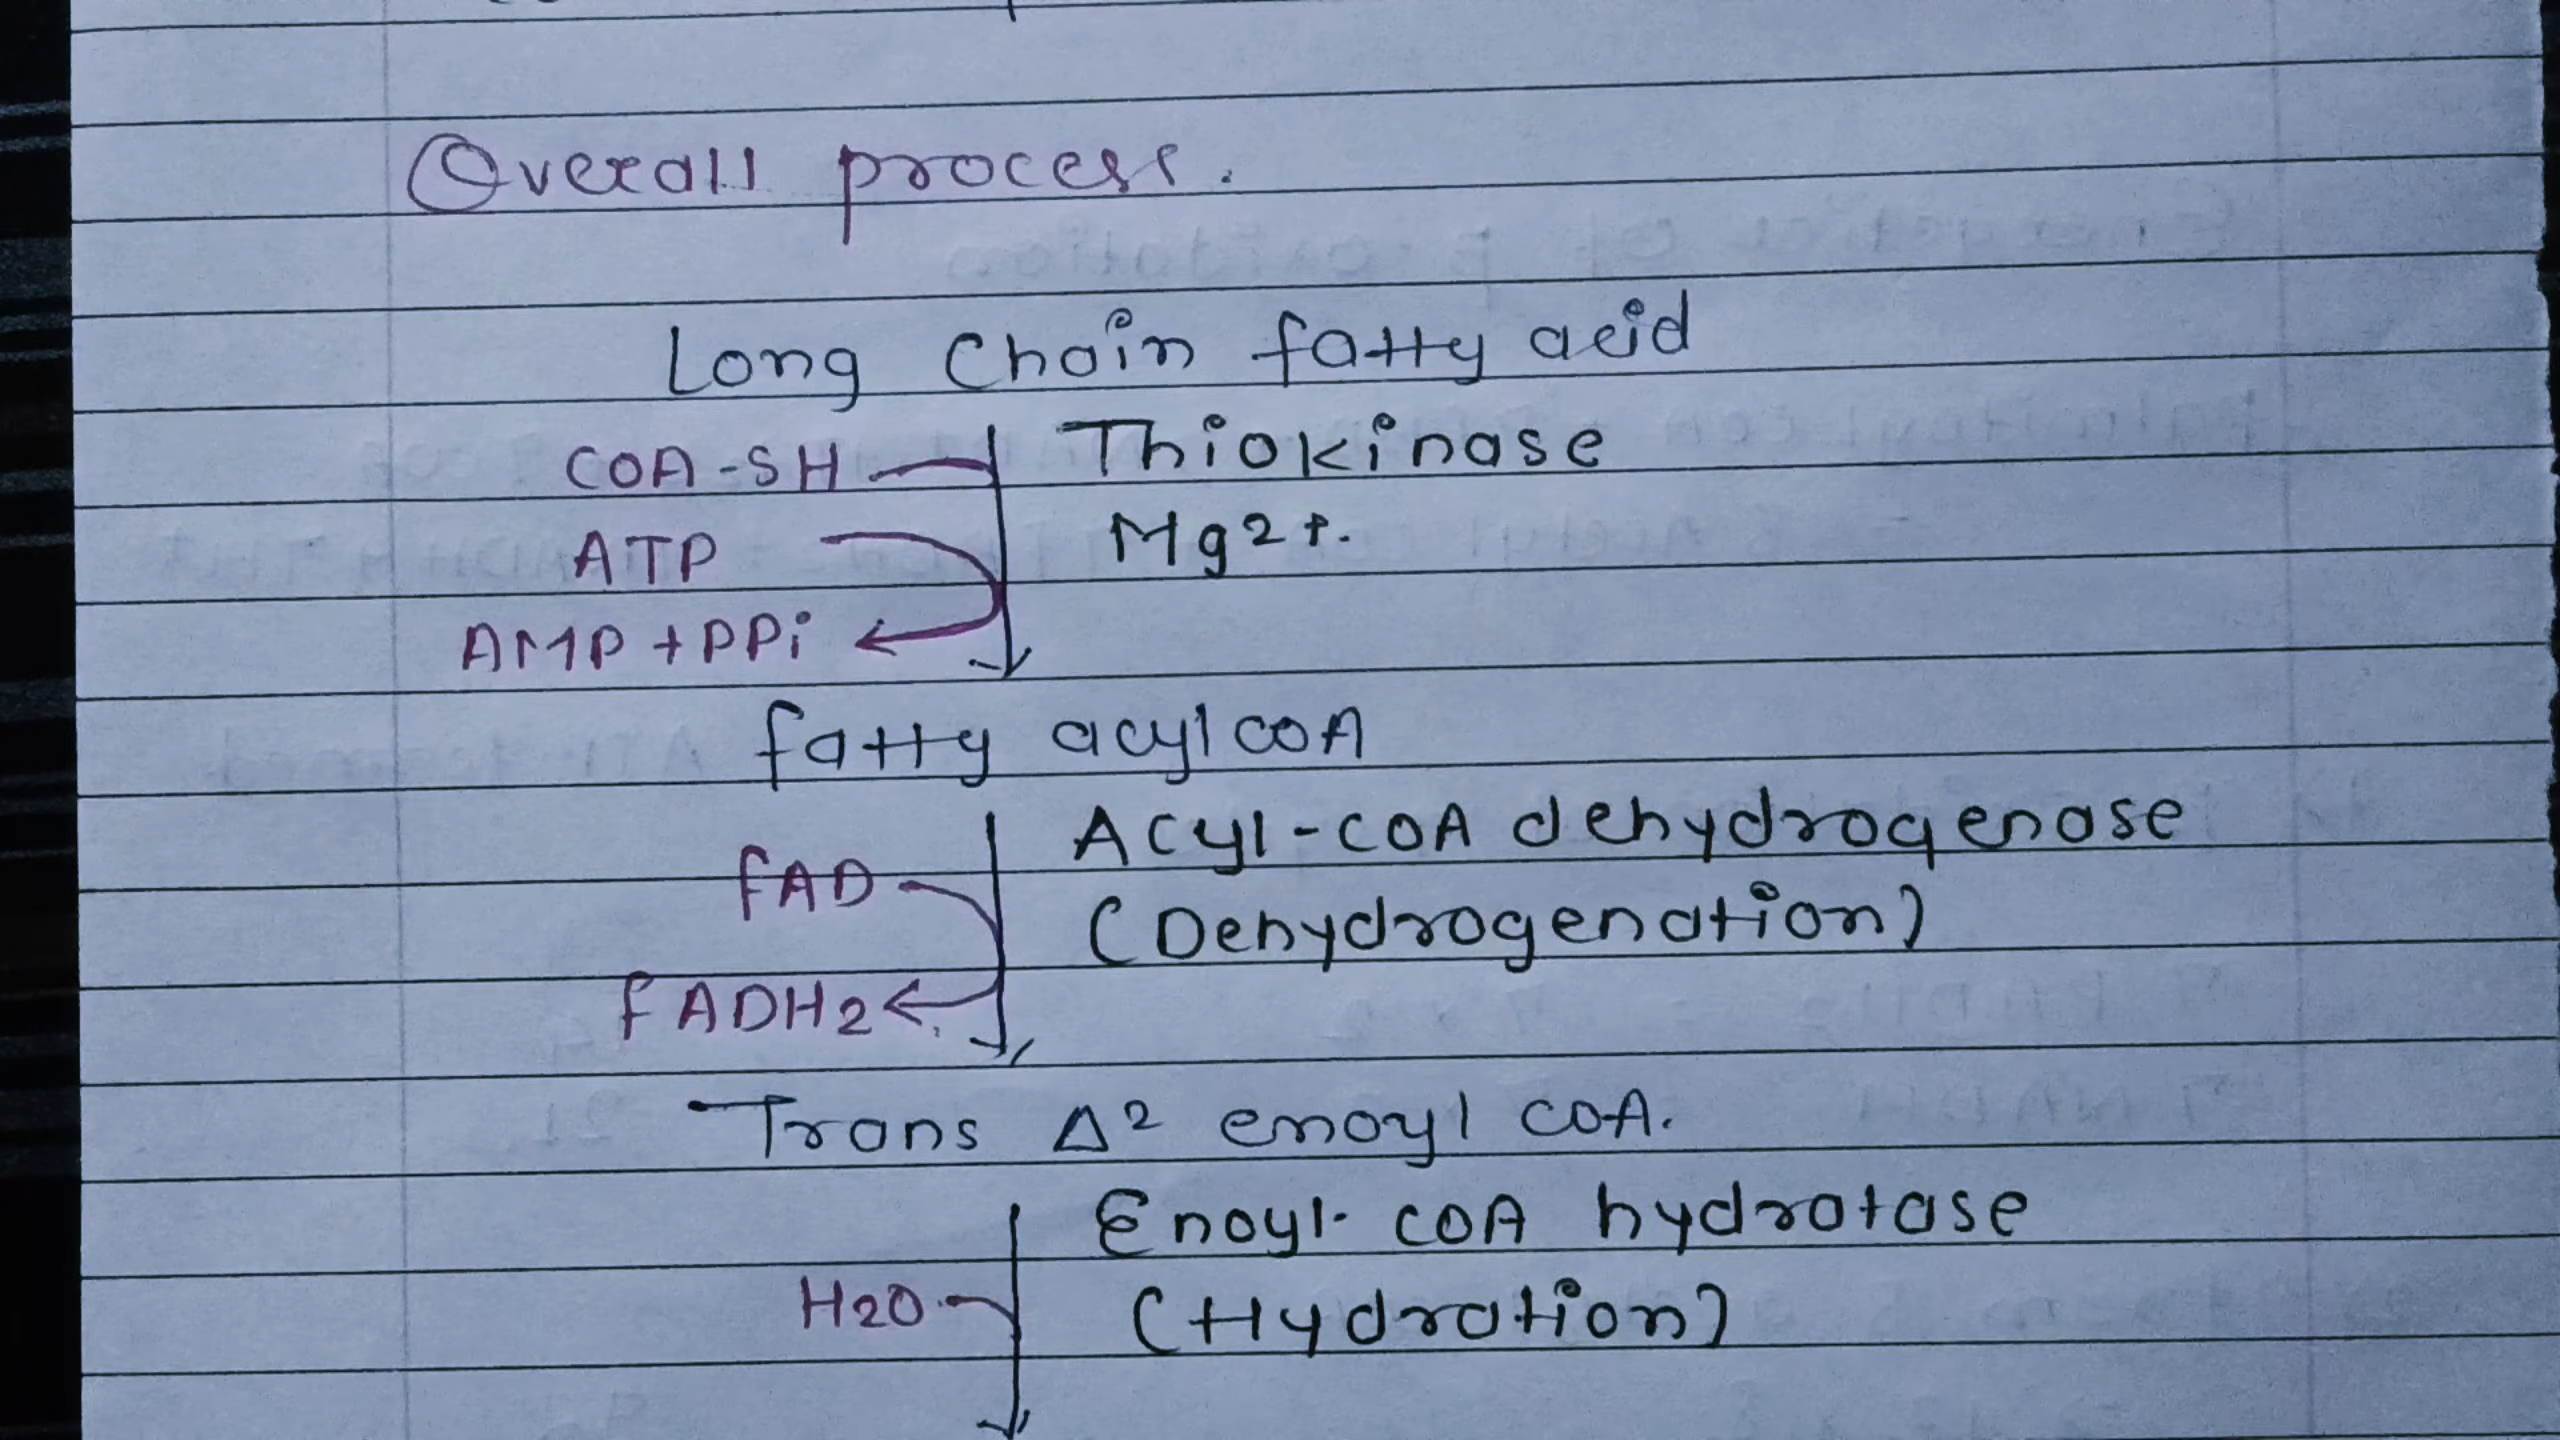 Overall process.
Long Chain fatty acid
COA-SH Thiokinase
ATP Mg2+.
AMP + PPi
fatty acyl COA
Acyl-COA dehydrogenase
FAD (Dehydrogenation)
FADH2
Trans Δ² enoyl COA.
Enoyl-COA hydratase
H2O (Hydration)